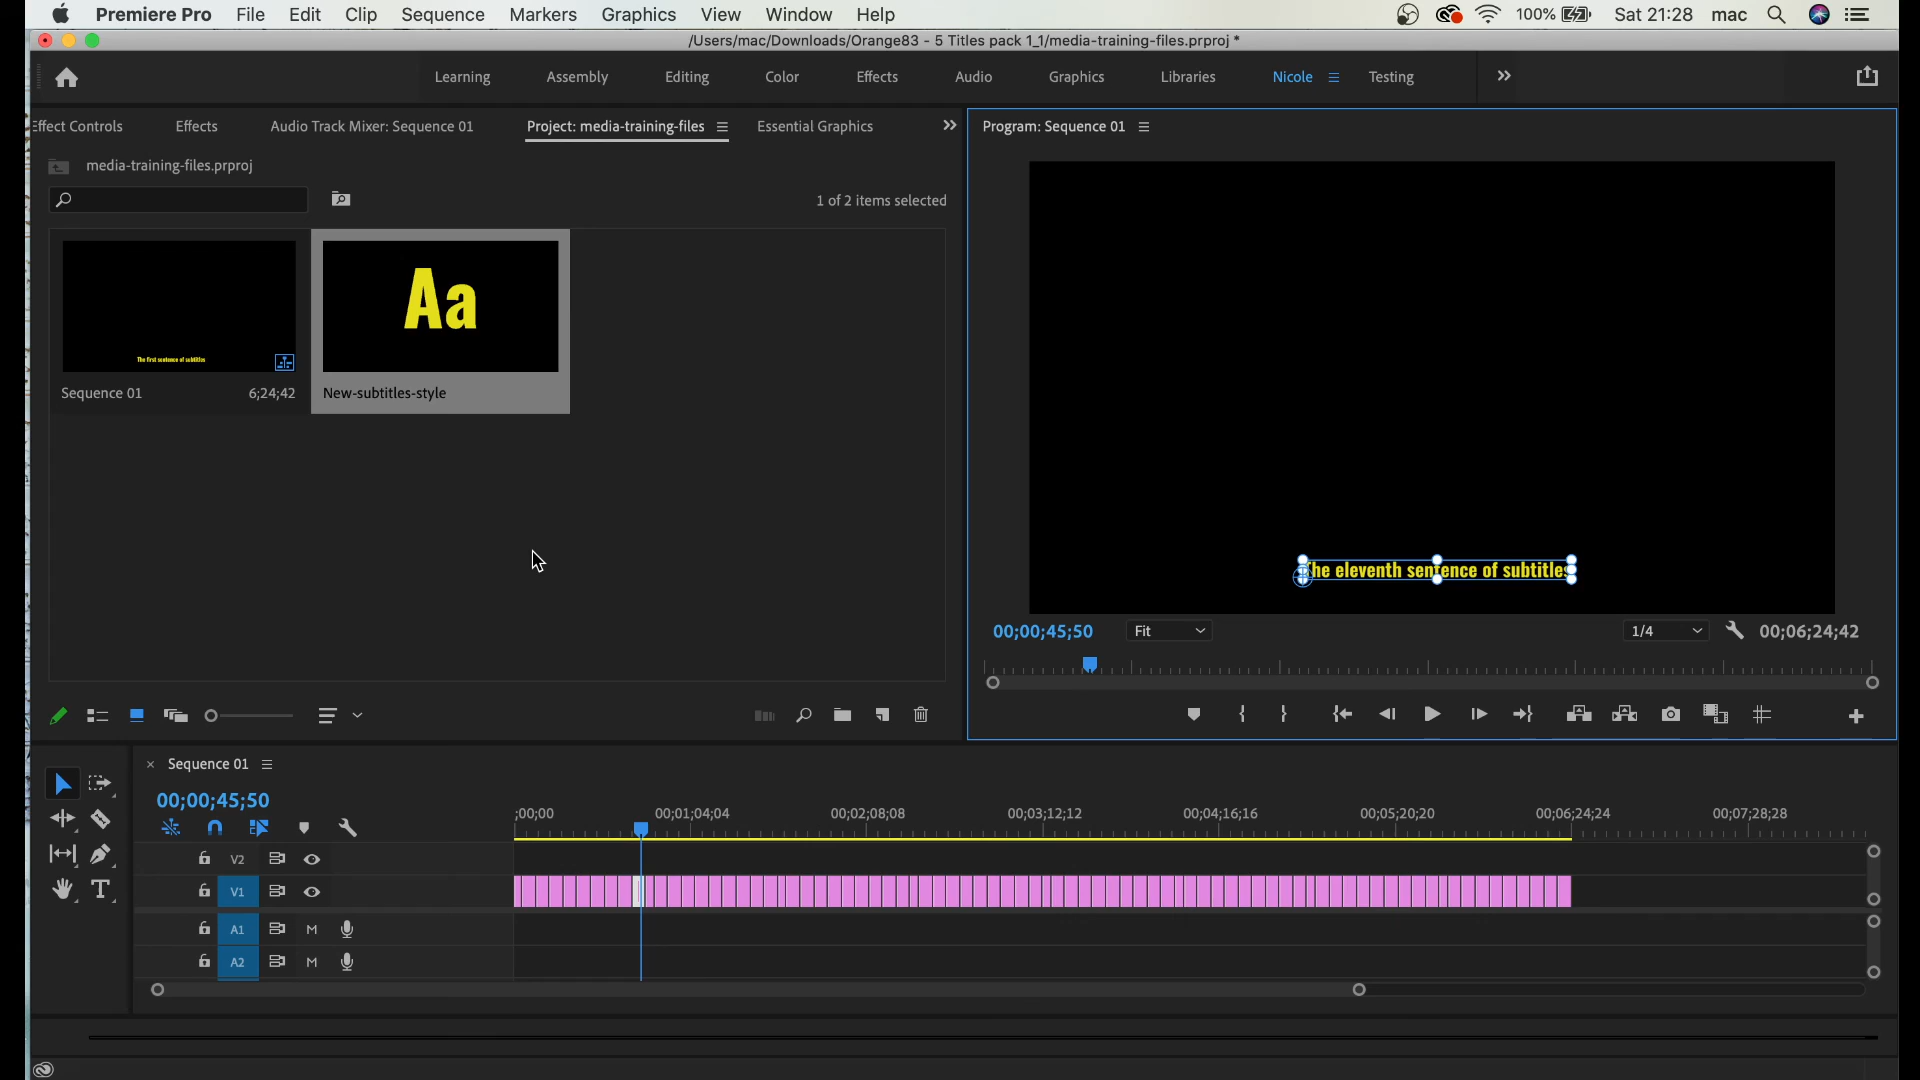 Premiere Pro File Edit Clip Sequence Markers Graphics View Window Help 100% Sat 21:28 mac
/Users/mac/Downloads/Orange83 - 5 Titles pack 1_1/media-training-files.prproj *
Learning Assembly Editing Color Effects Audio Graphics Libraries Nicole Testing
Effect Controls Effects Audio Track Mixer: Sequence 01 Project: media-training-files Essential Graphics
Program: Sequence 01
media-training-files.prproj
1 of 2 items selected
Aa
The first sentence of subtitles
Sequence 01 6;24;42 New-subtitles-style
The eleventh sentence of subtitles
00;00;45;50 Fit 1/4 00;06;24;42
Sequence 01
00;00;45;50
;00;00 00;01;04;04 00;02;08;08 00;03;12;12 00;04;16;16 00;05;20;20 00;06;24;24 00;07;28;28
V2
V1
A1 M
A2 M
T